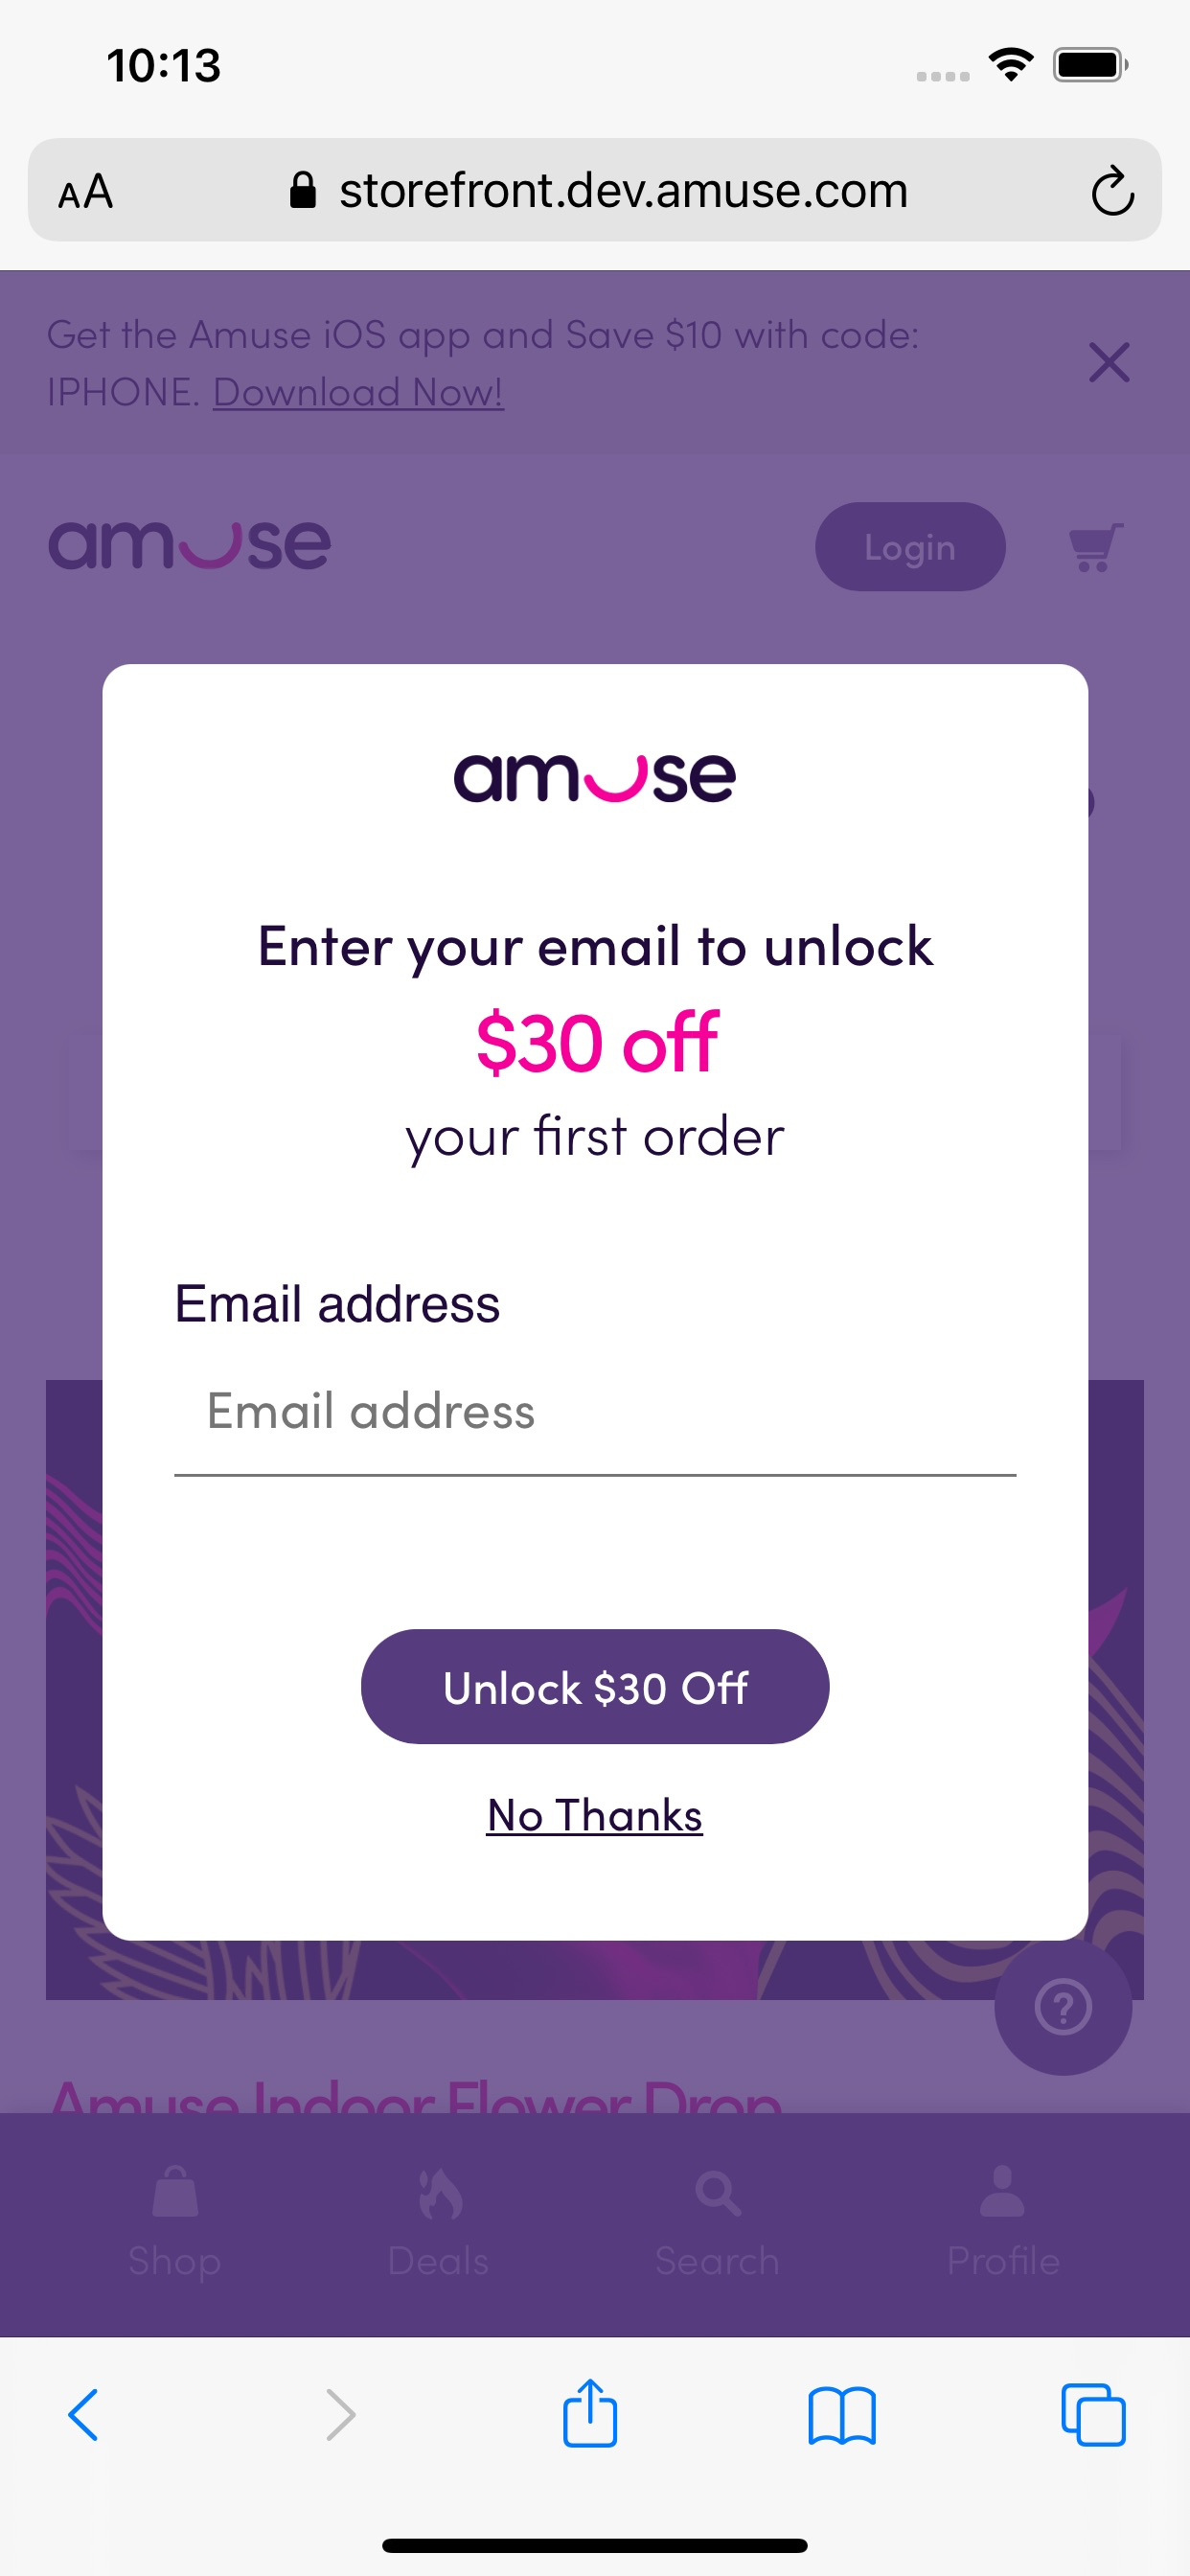 10:13
AA
storefront.dev.amuse.com
Get the Amuse iOS app and Save $10 with code:
IPHONE. Download Now!
amuse
Login
amuse
Enter your email to unlock
$30 off
your first order
Email address
Email address
Unlock $30 Off
No Thanks
?
Amuse Indoor Flower Drop
Shop
Deals
Search
Profile